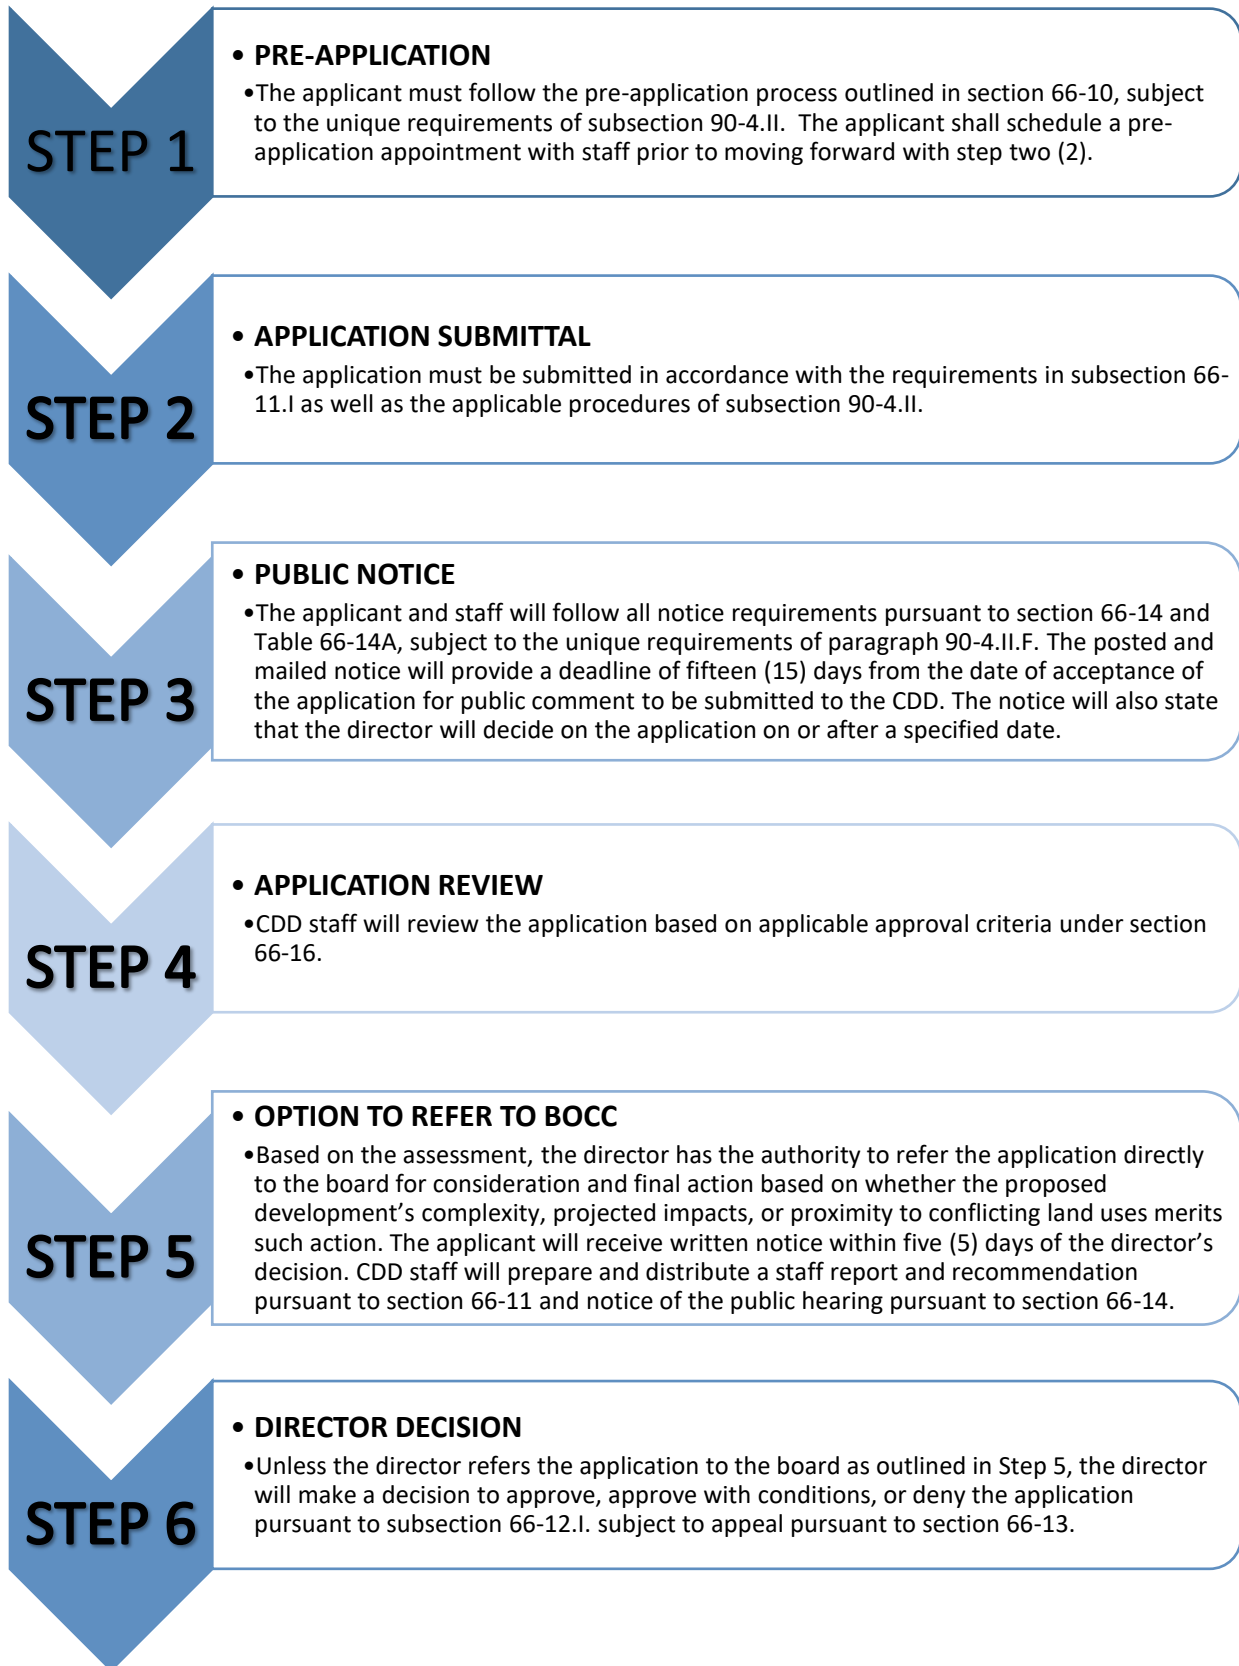 STEP 1
• PRE-APPLICATION
•The applicant must follow the pre-application process outlined in section 66-10, subject
to the unique requirements of subsection 90-4.II.  The applicant shall schedule a pre-
application appointment with staff prior to moving forward with step two (2).
STEP 2
• APPLICATION SUBMITTAL
•The application must be submitted in accordance with the requirements in subsection 66-
11.I as well as the applicable procedures of subsection 90-4.II.
STEP 3
• PUBLIC NOTICE
•The applicant and staff will follow all notice requirements pursuant to section 66-14 and
Table 66-14A, subject to the unique requirements of paragraph 90-4.II.F. The posted and
mailed notice will provide a deadline of fifteen (15) days from the date of acceptance of
the application for public comment to be submitted to the CDD. The notice will also state
that the director will decide on the application on or after a specified date.
STEP 4
• APPLICATION REVIEW
•CDD staff will review the application based on applicable approval criteria under section
66-16.
STEP 5
• OPTION TO REFER TO BOCC
•Based on the assessment, the director has the authority to refer the application directly
to the board for consideration and final action based on whether the proposed
development’s complexity, projected impacts, or proximity to conflicting land uses merits
such action. The applicant will receive written notice within five (5) days of the director’s
decision. CDD staff will prepare and distribute a staff report and recommendation
pursuant to section 66-11 and notice of the public hearing pursuant to section 66-14.
STEP 6
• DIRECTOR DECISION
•Unless the director refers the application to the board as outlined in Step 5, the director
will make a decision to approve, approve with conditions, or deny the application
pursuant to subsection 66-12.I. subject to appeal pursuant to section 66-13.